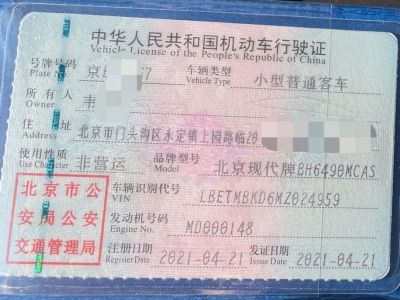 中华人民共和国机动车行驶证
Vehicle License of the People's Republic of China
号牌号码 京 7 车辆类型 小型普通客车
Plate No. Vehicle Type
所有人 韦
Owner
住址 北京市门头沟区永定镇上园路临20
Address
使用性质 非营运 品牌型号 北京现代牌BH6490MCAS
Use Character Model
北京市公安局公安交通管理局
车辆识别代号 LBETMBKD6MZ024959
VIN
发动机号码 MD000148
Engine No.
注册日期 2021-04-21 发证日期 2021-04-21
Register Date Issue Date